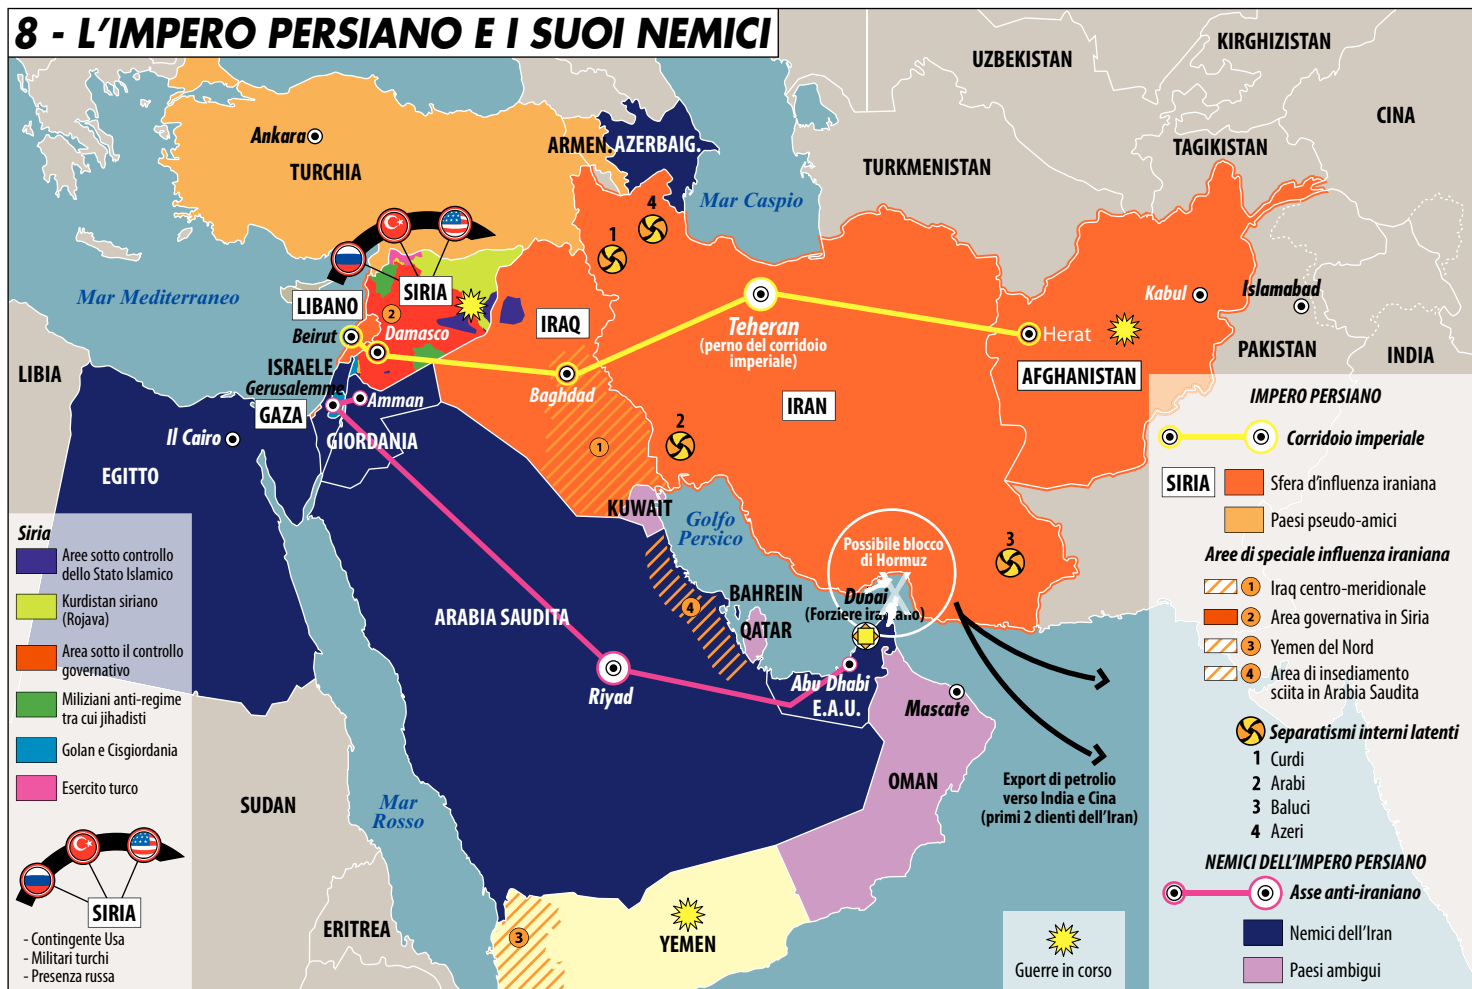 8 - L'IMPERO PERSIANO E I SUOI NEMICI
UZBEKISTAN
KIRGHIZISTAN
CINA
TURKMENISTAN
TAGIKISTAN
Ankara
TURCHIA
ARMEN.
AZERBAIG.
Mar Caspio
4
1
Mar Mediterraneo
LIBANO
SIRIA
2
Beirut
Damasco
IRAQ
Teheran
(perno del corridoio
imperiale)
Herat
Kabul
Islamabad
AFGHANISTAN
PAKISTAN
INDIA
LIBIA
ISRAELE
Gerusalemme
Amman
GAZA
GIORDANIA
Baghdad
1
IRAN
2
Il Cairo
EGITTO
KUWAIT
Golfo
Persico
Possibile blocco
di Hormuz
3
BAHREIN
Dubai
(Forziere iraniano)
QATAR
4
ARABIA SAUDITA
Riyad
Abu Dhabi
E.A.U.
Mascate
OMAN
Export di petrolio
verso India e Cina
(primi 2 clienti dell'Iran)
SUDAN
Mar
Rosso
ERITREA
3
YEMEN
Guerre in corso
Siria
Aree sotto controllo
dello Stato Islamico
Kurdistan siriano
(Rojava)
Area sotto il controllo
governativo
Miliziani anti-regime
tra cui jihadisti
Golan e Cisgiordania
Esercito turco
SIRIA
- Contingente Usa
- Militari turchi
- Presenza russa
IMPERO PERSIANO
Corridoio imperiale
SIRIA
Sfera d'influenza iraniana
Paesi pseudo-amici
Aree di speciale influenza iraniana
1 Iraq centro-meridionale
2 Area governativa in Siria
3 Yemen del Nord
4 Area di insediamento
sciita in Arabia Saudita
Separatismi interni latenti
1 Curdi
2 Arabi
3 Baluci
4 Azeri
NEMICI DELL'IMPERO PERSIANO
Asse anti-iraniano
Nemici dell'Iran
Paesi ambigui